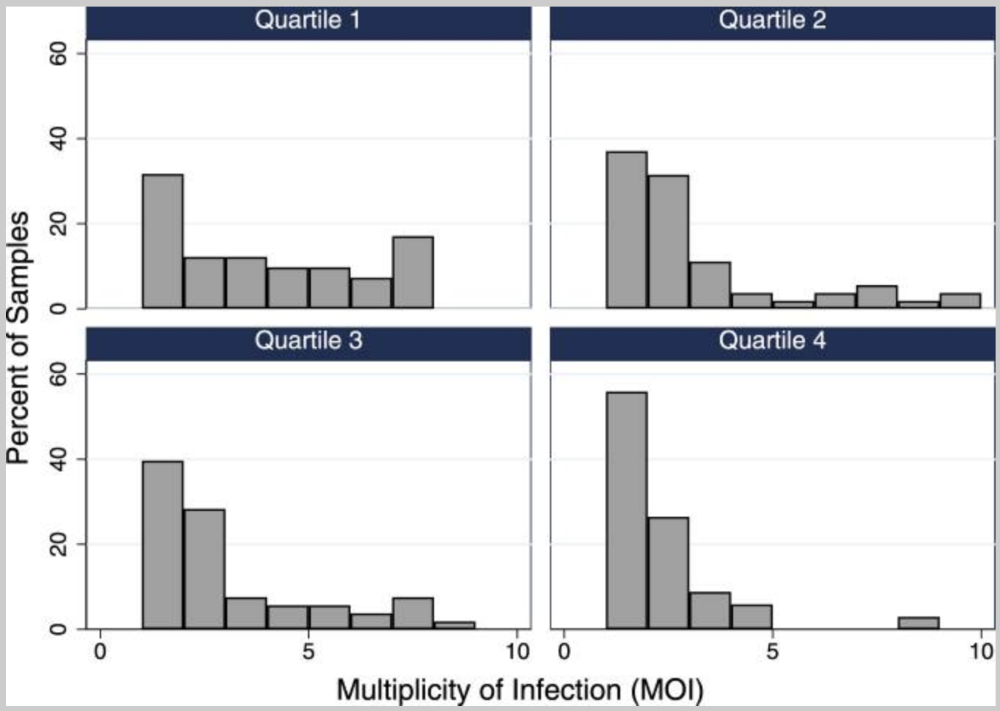 Quartile 1
Quartile 2
60
40
20
0
Quartile 3
Quartile 4
60
40
20
0
0 5 10
0 5 10
Percent of Samples
Multiplicity of Infection (MOI)